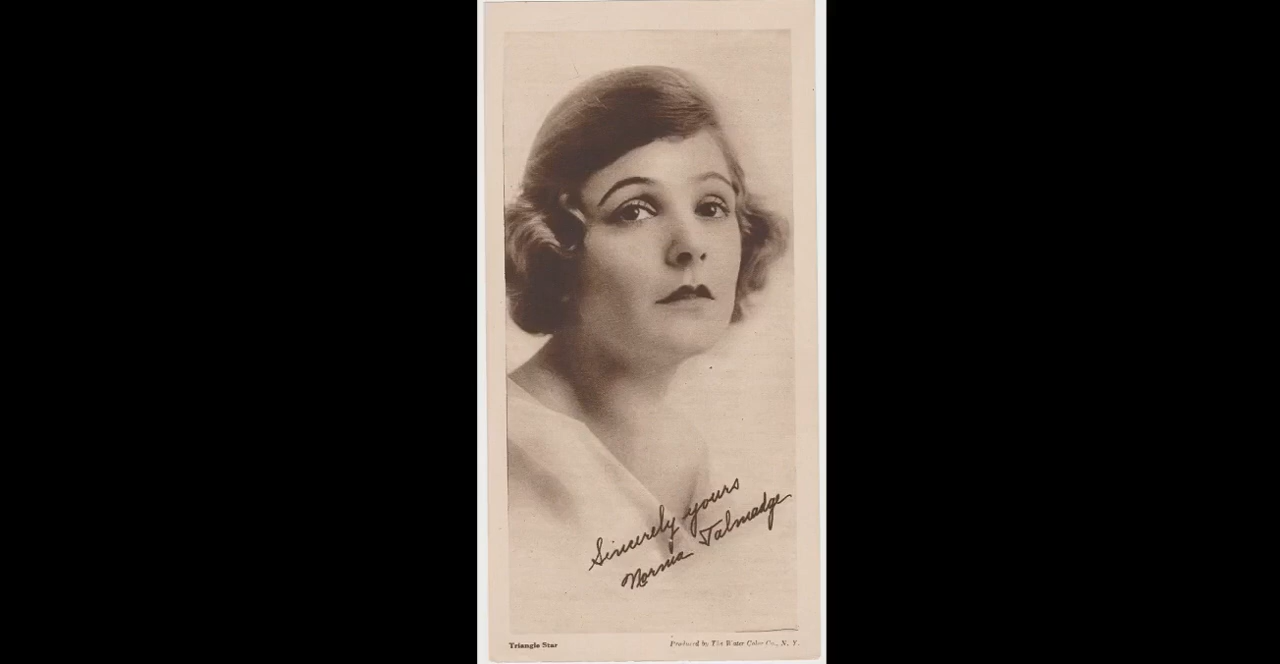 Sincerely yours
Norma Talmadge
Triangle Star
Produced by The Water Color Co., N. Y.